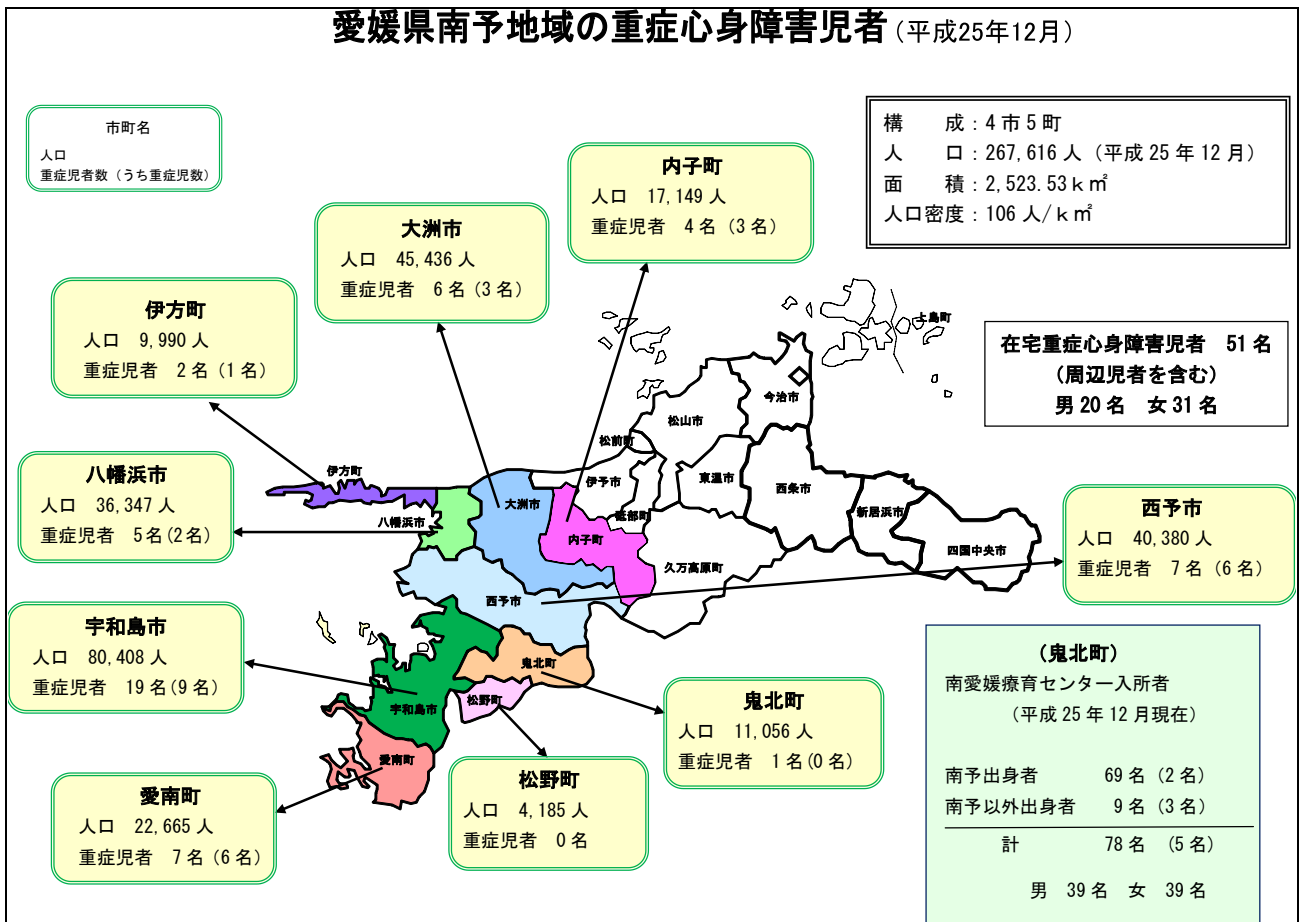 愛媛県南予地域の重症心身障害児者(平成25年12月)
市町名
人口
重症児者数(うち重症児数)
構　　成:4市5町
人　　口:267,616人(平成25年12月)
面　　積:2,523.53ｋ㎡
人口密度:106人/ｋ㎡
内子町
人口　17,149人
重症児者　4名(3名)
大洲市
人口　45,436人
重症児者　6名(3名)
伊方町
人口　9,990人
重症児者　2名(1名)
在宅重症心身障害児者　51名
(周辺児者を含む)
男20名　女31名
八幡浜市
人口　36,347人
重症児者　5名(2名)
西予市
人口　40,380人
重症児者　7名(6名)
宇和島市
人口　80,408人
重症児者　19名(9名)
鬼北町
人口　11,056人
重症児者　1名(0名)
松野町
人口　4,185人
重症児者　0名
愛南町
人口　22,665人
重症児者　7名(6名)
(鬼北町)
南愛媛療育センター入所者
(平成25年12月現在)
南予出身者　69名(2名)
南予以外出身者　9名(3名)
計　78名　(5名)
男　39名　女　39名
上島町
今治市
松山市
松前町
東温市
西条市
伊予市
砥部町
新居浜市
四国中央市
久万高原町
伊方町
八幡浜市
大洲市
内子町
西予市
鬼北町
松野町
宇和島市
愛南町